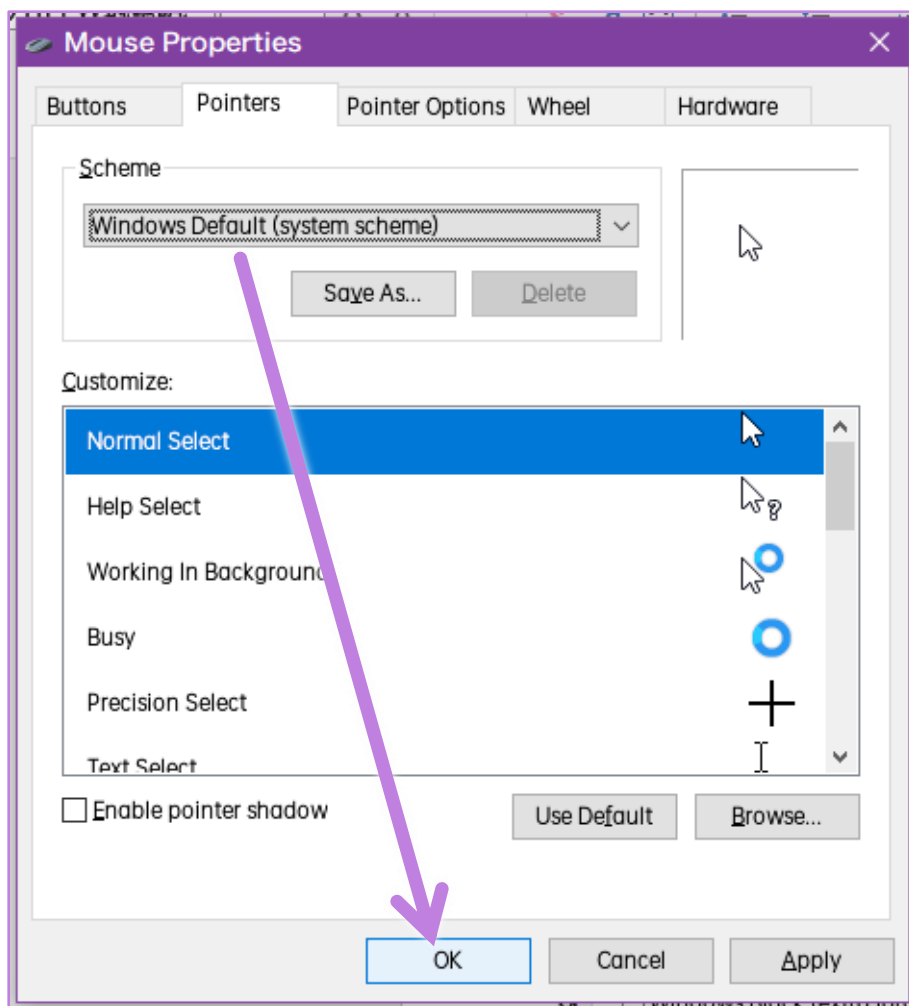 Mouse Properties
Buttons
Pointers
Pointer Options
Wheel
Hardware
Scheme
Windows Default (system scheme)
Save As...
Delete
Customize:
Normal Select
Help Select
Working In Background
Busy
Precision Select
Text Select
Enable pointer shadow
Use Default
Browse...
OK
Cancel
Apply